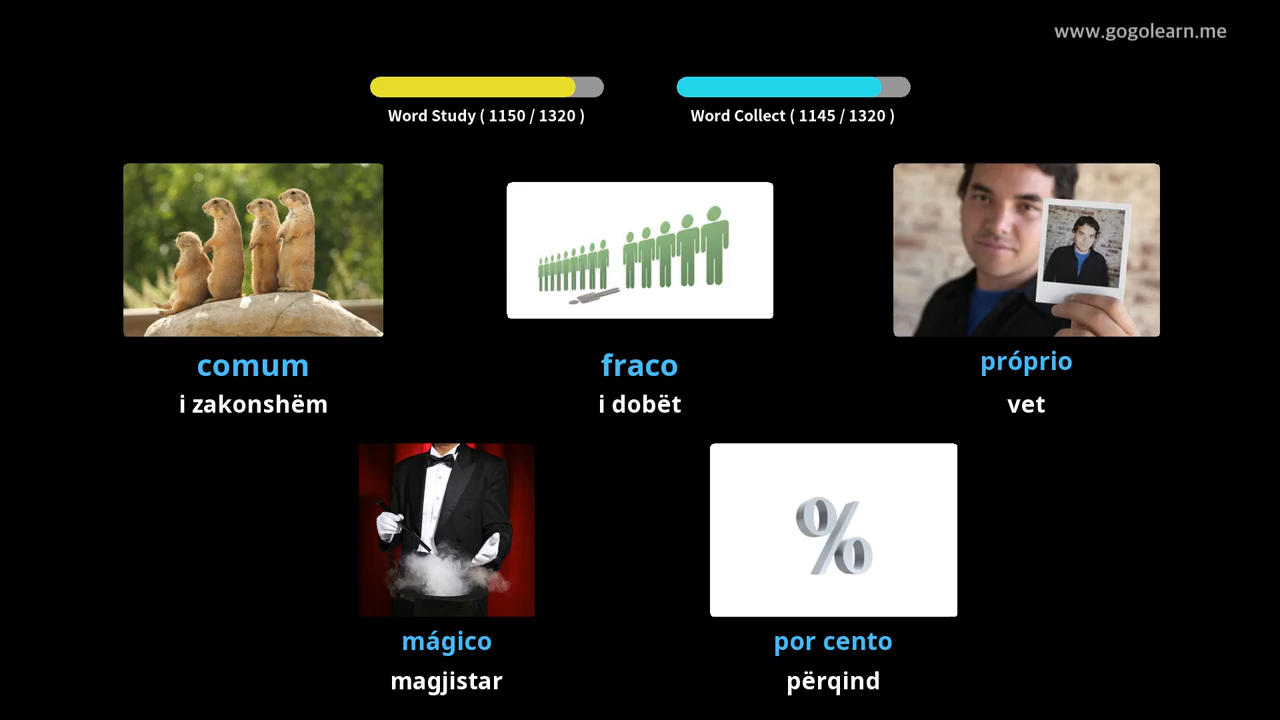 www.gogolearn.me
Word Study ( 1150 / 1320 )
Word Collect ( 1145 / 1320 )
comum
fraco
próprio
i zakonshëm
i dobët
vet
mágico
por cento
magjistar
përqind
%